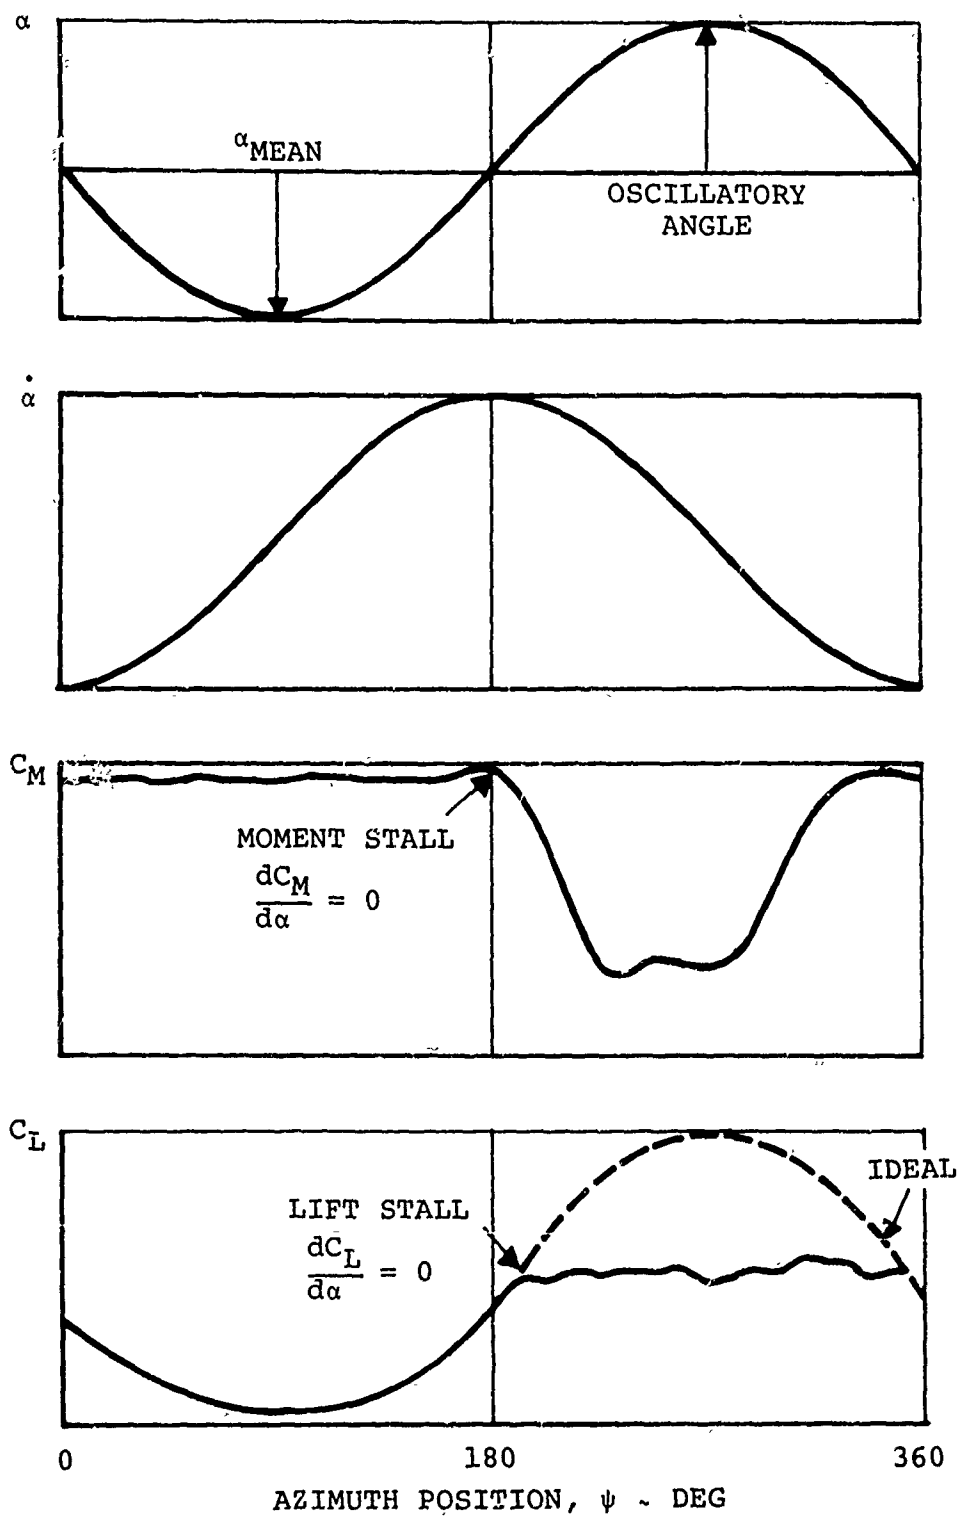 α
αMEAN
OSCILLATORY
ANGLE
α̇
CM
MOMENT STALL
dCM
dα
= 0
CL
IDEAL
LIFT STALL
dCL
dα
= 0
0 180 360
AZIMUTH POSITION, ψ ~ DEG